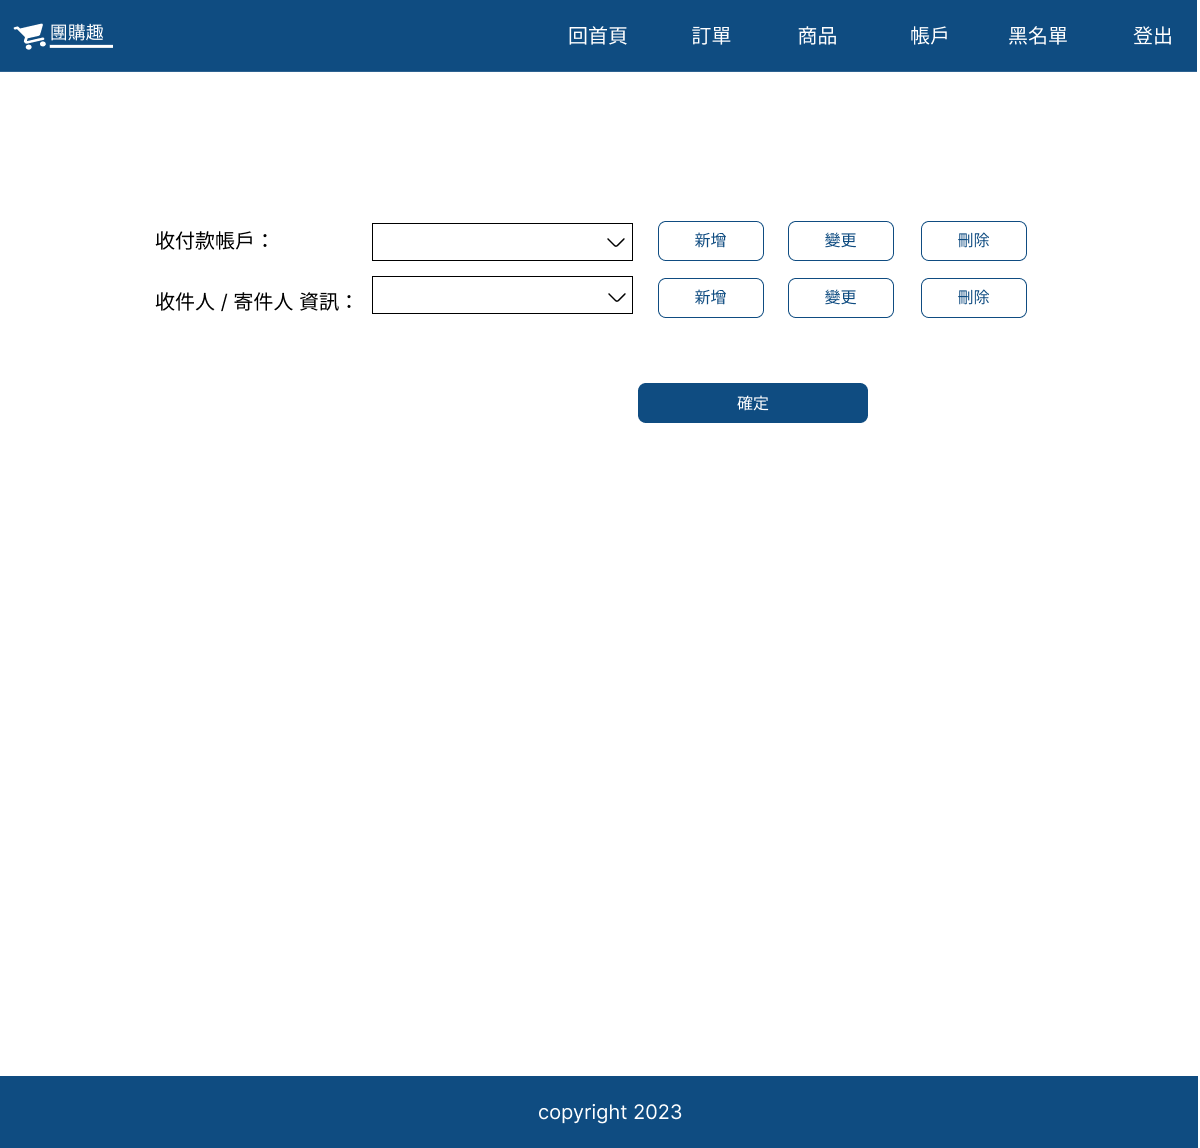 團購趣 回首頁 訂單 商品 帳戶 黑名單 登出
收付款帳戶： 新增 變更 刪除
收件人 / 寄件人 資訊： 新增 變更 刪除
確定
copyright 2023